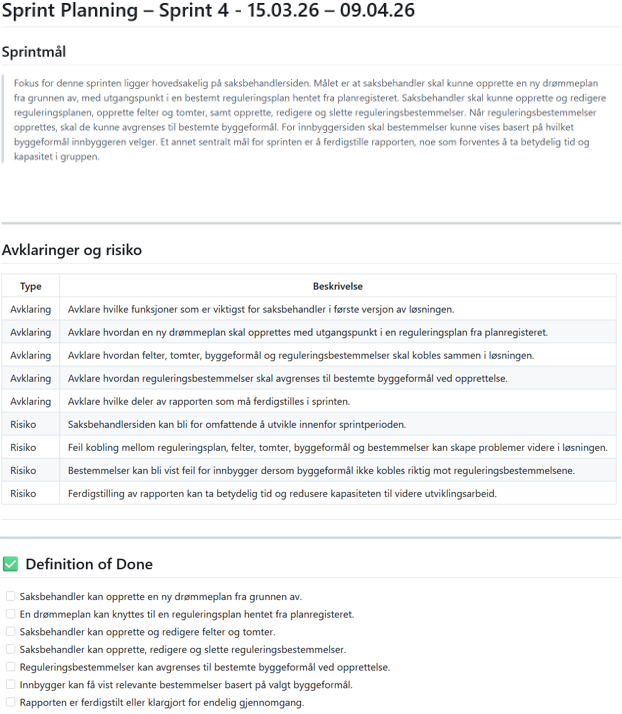 Sprint Planning – Sprint 4 - 15.03.26 – 09.04.26
Sprintmål
Fokus for denne sprinten ligger hovedsakelig på saksbehandlersiden. Målet er at saksbehandler skal kunne opprette en ny drømmeplan
fra grunnen av, med utgangspunkt i en bestemt reguleringsplan hentet fra planregisteret. Saksbehandler skal kunne opprette og redigere
reguleringsplanen, opprette felter og tomter, samt opprette, redigere og slette reguleringsbestemmelser. Når reguleringsbestemmelser
opprettes, skal de kunne avgrenses til bestemte byggeformål. For innbyggersiden skal bestemmelser kunne vises basert på hvilket
byggeformål innbyggeren velger. Et annet sentralt mål for sprinten er å ferdigstille rapporten, noe som forventes å ta betydelig tid og
kapasitet i gruppen.
Avklaringer og risiko
Type Beskrivelse
Avklaring Avklare hvilke funksjoner som er viktigst for saksbehandler i første versjon av løsningen.
Avklaring Avklare hvordan en ny drømmeplan skal opprettes med utgangspunkt i en reguleringsplan fra planregisteret.
Avklaring Avklare hvordan felter, tomter, byggeformål og reguleringsbestemmelser skal kobles sammen i løsningen.
Avklaring Avklare hvordan reguleringsbestemmelser skal avgrenses til bestemte byggeformål ved opprettelse.
Avklaring Avklare hvilke deler av rapporten som må ferdigstilles i sprinten.
Risiko Saksbehandlersiden kan bli for omfattende å utvikle innenfor sprintperioden.
Risiko Feil kobling mellom reguleringsplan, felter, tomter, byggeformål og bestemmelser kan skape problemer videre i løsningen.
Risiko Bestemmelser kan bli vist feil for innbygger dersom byggeformål ikke kobles riktig mot reguleringsbestemmelsene.
Risiko Ferdigstilling av rapporten kan ta betydelig tid og redusere kapasiteten til videre utviklingsarbeid.
✅ Definition of Done
Saksbehandler kan opprette en ny drømmeplan fra grunnen av.
En drømmeplan kan knyttes til en reguleringsplan hentet fra planregisteret.
Saksbehandler kan opprette og redigere felter og tomter.
Saksbehandler kan opprette, redigere og slette reguleringsbestemmelser.
Reguleringsbestemmelser kan avgrenses til bestemte byggeformål ved opprettelse.
Innbygger kan få vist relevante bestemmelser basert på valgt byggeformål.
Rapporten er ferdigstilt eller klargjort for endelig gjennomgang.